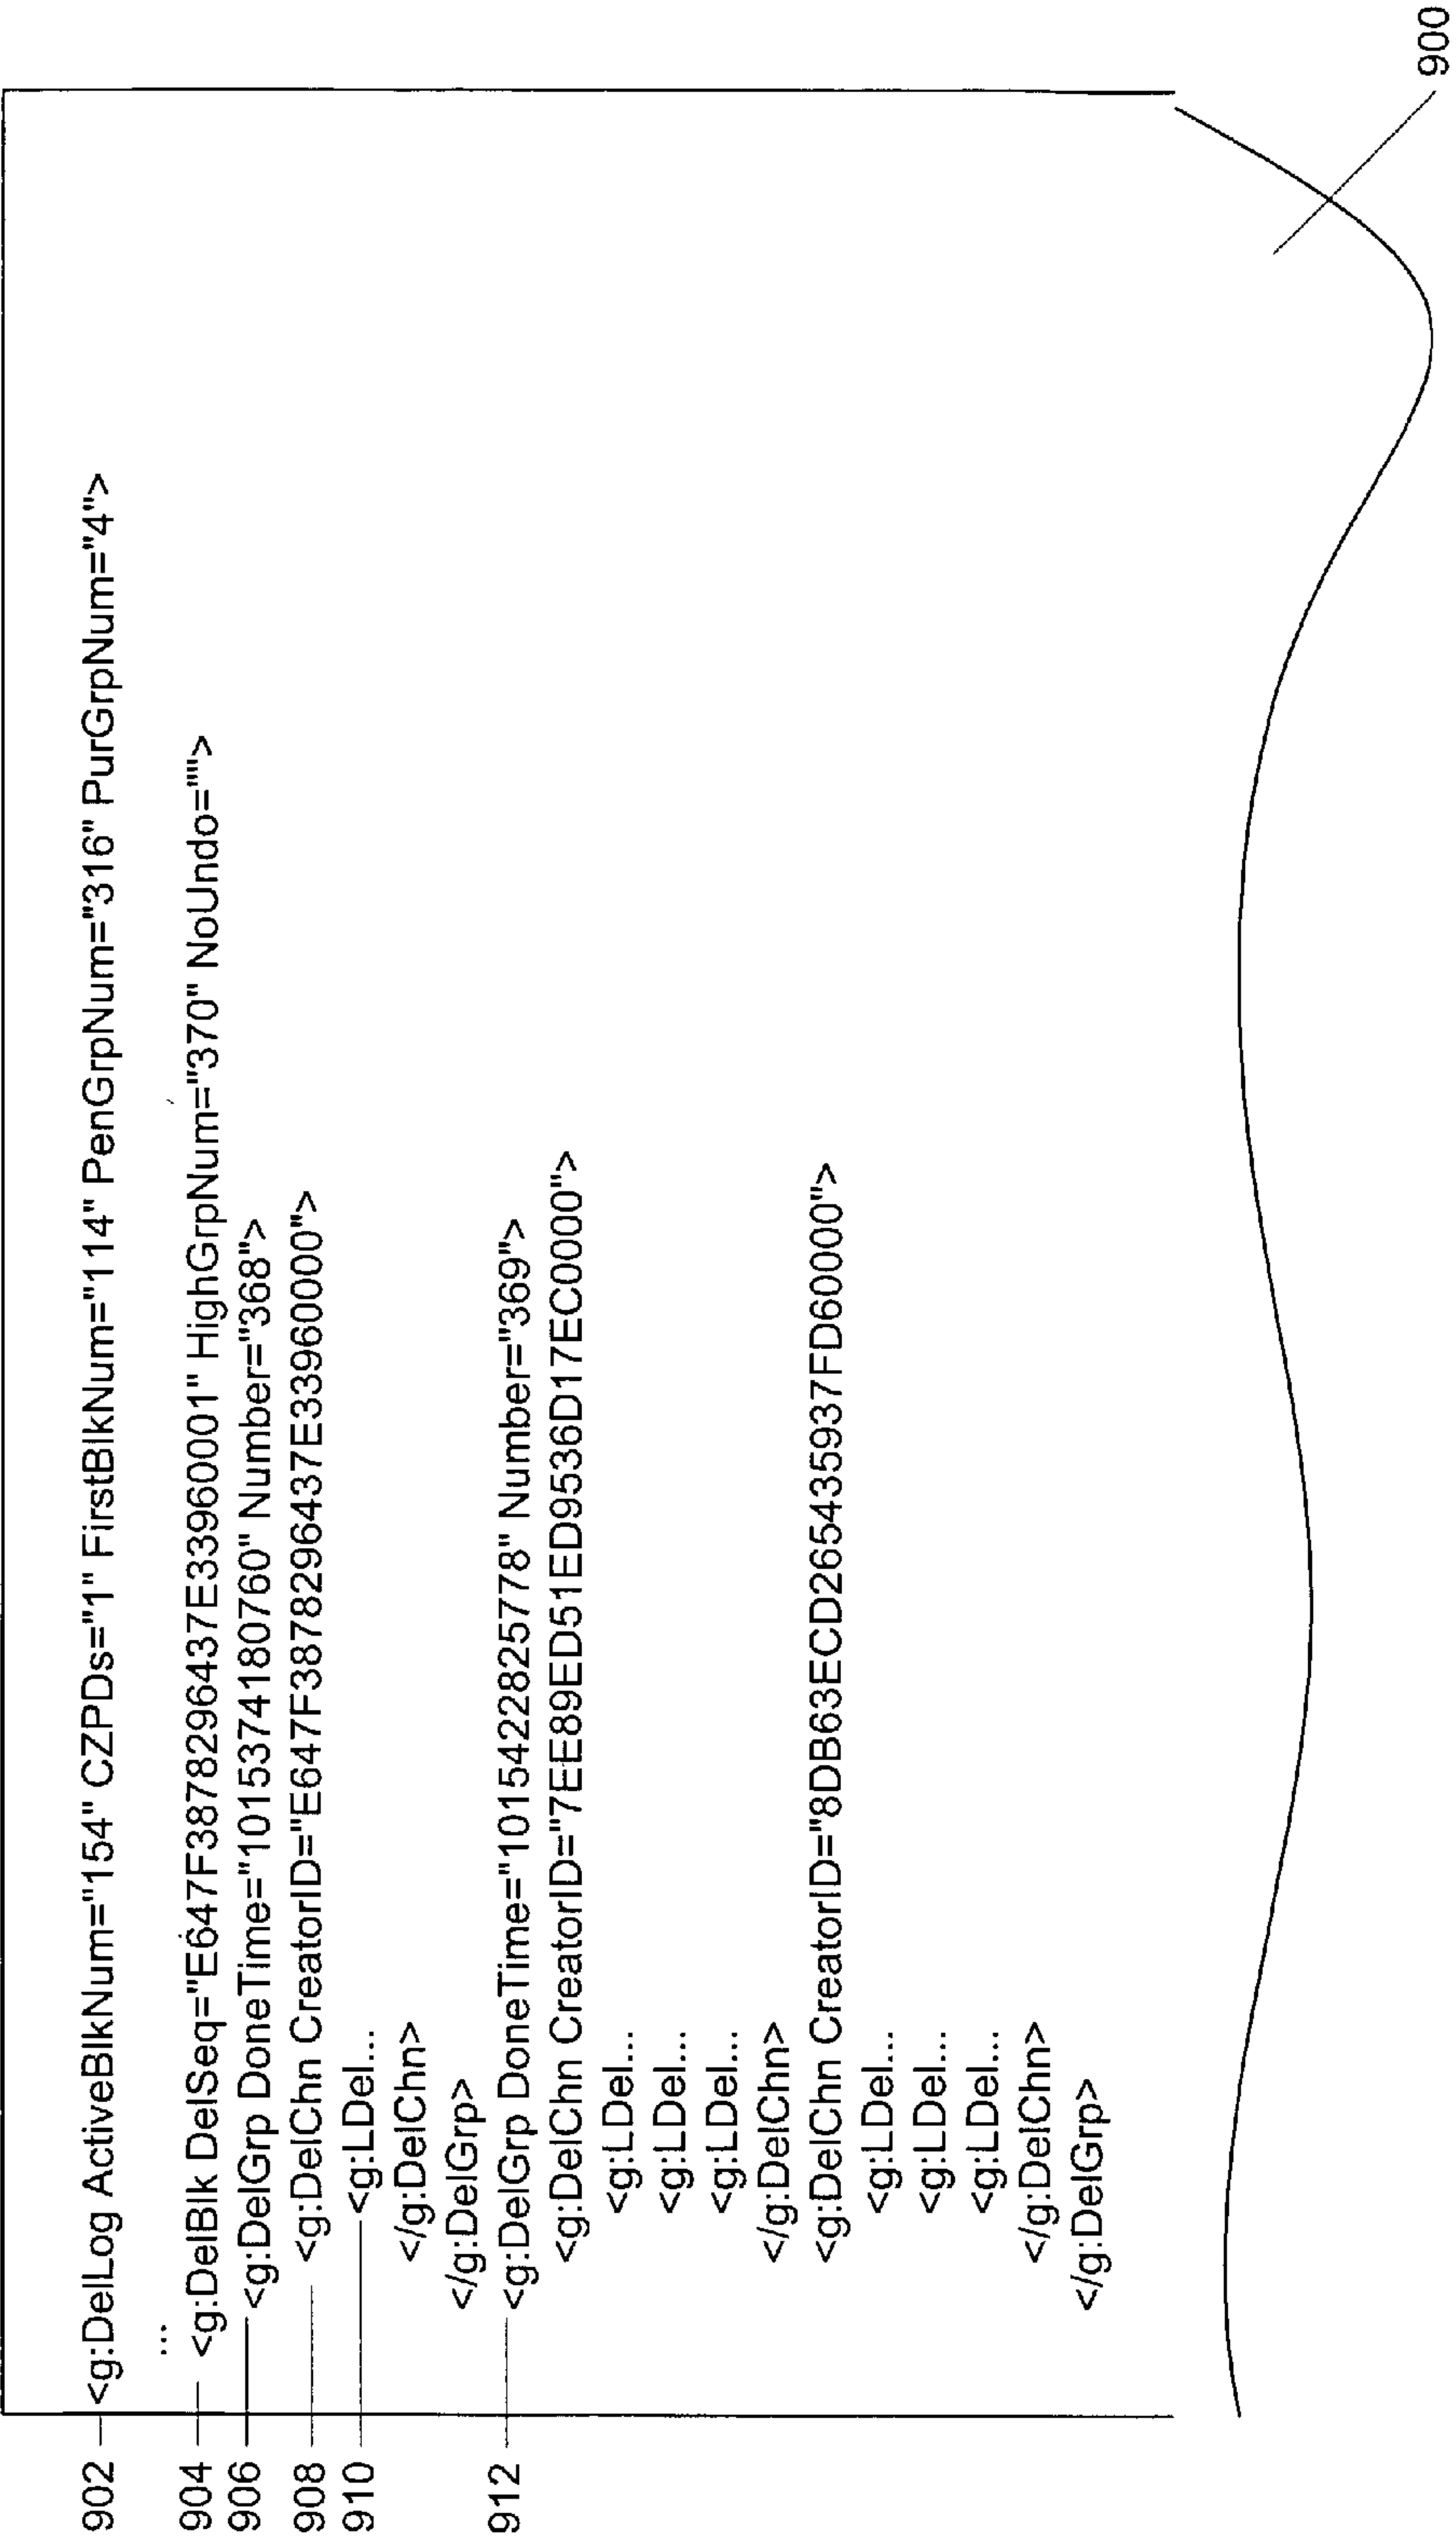 902 <g:DelLog ActiveBlkNum="154" CZPDs="1" FirstBlkNum="114" PenGrpNum="316" PurGrpNum="4">
...
904 <g:DelBlk DelSeq="E647F3878296437E33960001" HighGrpNum="370" NoUndo="">
906 <g:DelGrp DoneTime="1015374180760" Number="368">
908 <g:DelChn CreatorID="E647F3878296437E33960000">
910 <g:LDel...
</g:DelChn>
</g:DelGrp>
912 <g:DelGrp DoneTime="1015422825778" Number="369">
<g:DelChn CreatorID="7EE89ED51ED9536D17EC0000">
<g:LDel...
<g:LDel...
<g:LDel...
</g:DelChn>
<g:DelChn CreatorID="8DB63ECD265435937FD60000">
<g:LDel...
<g:LDel...
<g:LDel...
</g:DelChn>
</g:DelGrp>
900